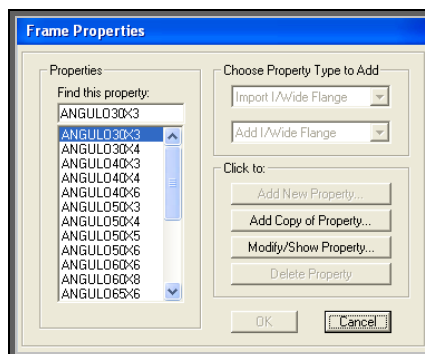 Frame Properties
Properties
Find this property:
ANGULO30X3
ANGULO30X3
ANGULO30X4
ANGULO40X3
ANGULO40X4
ANGULO40X6
ANGULO50X3
ANGULO50X4
ANGULO50X5
ANGULO50X6
ANGULO60X6
ANGULO60X8
ANGULO65X6
Choose Property Type to Add
Import I/Wide Flange
Add I/Wide Flange
Click to:
Add New Property...
Add Copy of Property...
Modify/Show Property...
Delete Property
OK
Cancel